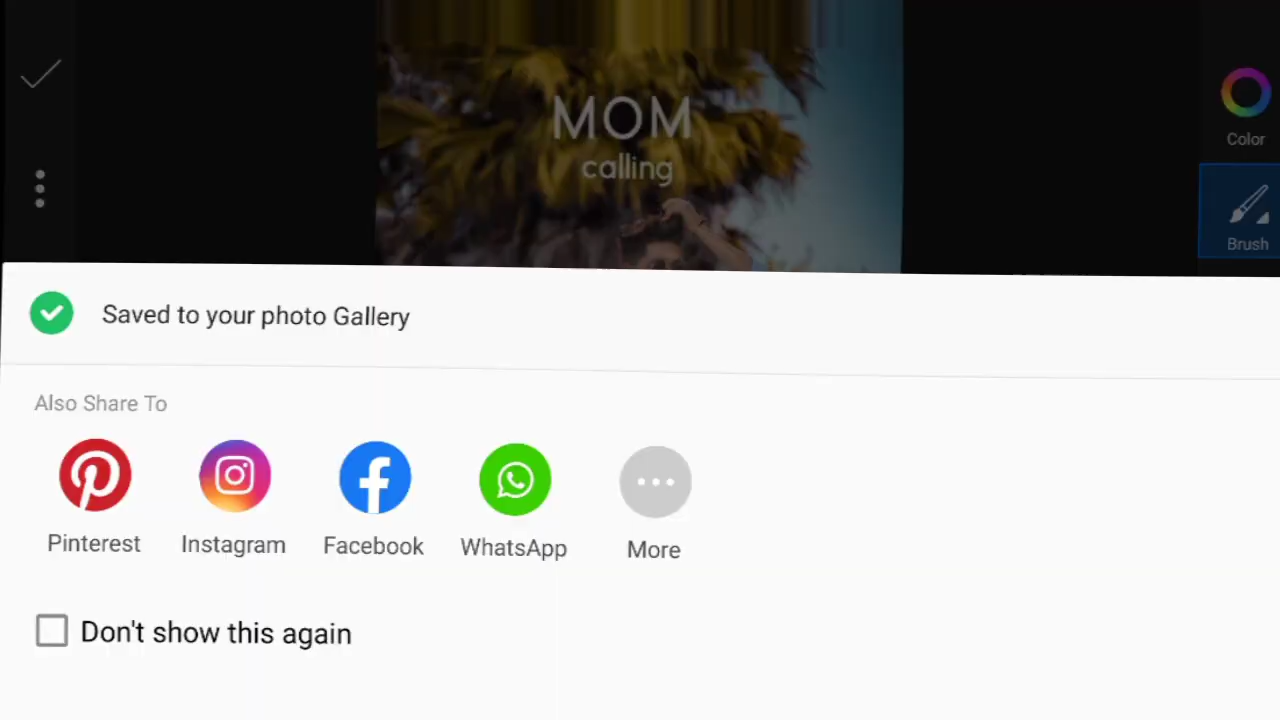 MOM
calling
Color
Brush
Saved to your photo Gallery
Also Share To
Pinterest Instagram Facebook WhatsApp More
Don't show this again